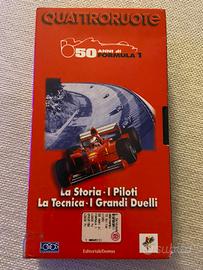 QUATTRORUOTE
50 ANNI di
FORMULA 1
La Storia - I Piloti
La Tecnica - I Grandi Duelli
Editoriale Domus